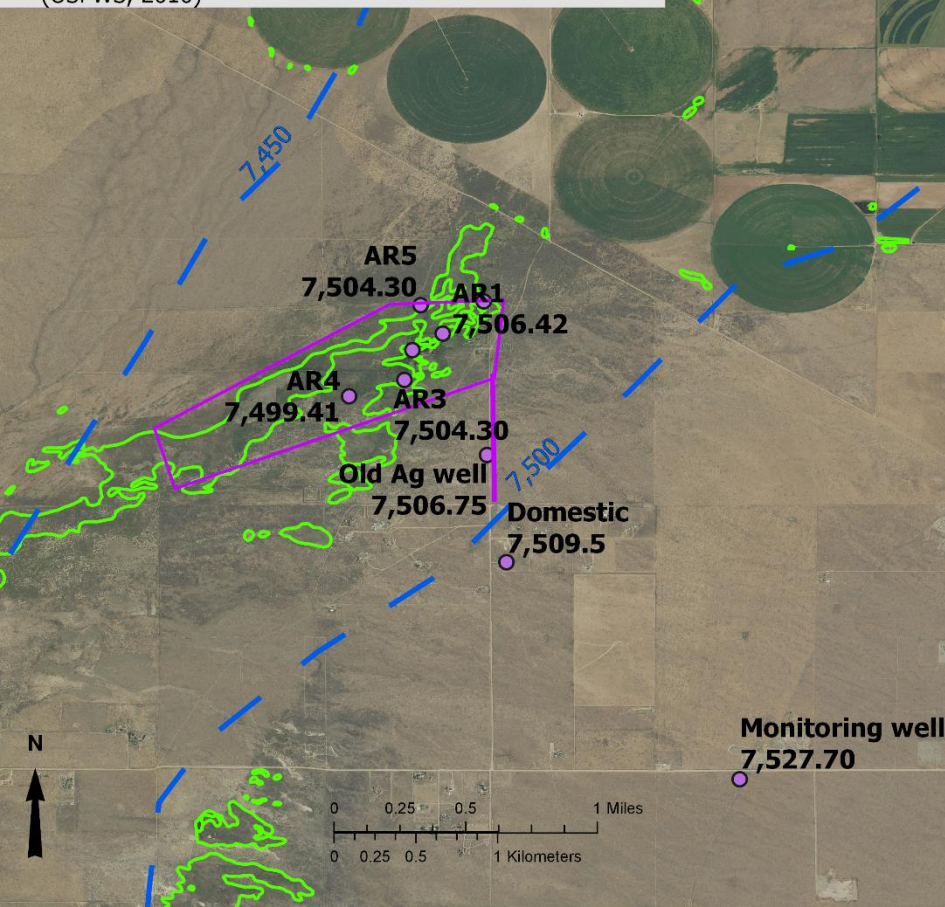 7,450
AR5
7,504.30
AR1
7,506.42
AR4
7,499.41
AR3
7,504.30
Old Ag well
7,506.75
7,500
Domestic
7,509.5
Monitoring well
7,527.70
N
0 0.25 0.5 1 Miles
0 0.25 0.5 1 Kilometers